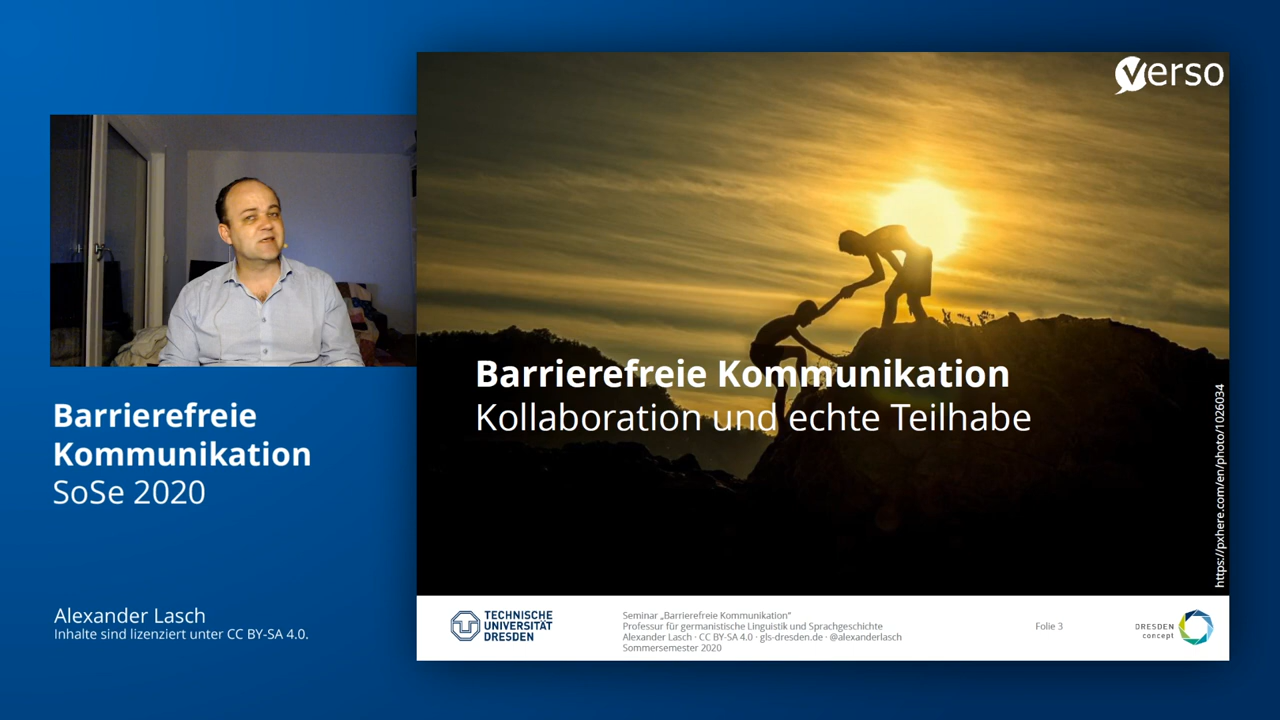 verso
Barrierefreie Kommunikation
Kollaboration und echte Teilhabe
https://pxhere.com/en/photo/1026034
Barrierefreie
Kommunikation
SoSe 2020
Alexander Lasch
Inhalte sind lizenziert unter CC BY-SA 4.0.
TECHNISCHE
UNIVERSITÄT
DRESDEN
Seminar „Barrierefreie Kommunikation“
Professur für germanistische Linguistik und Sprachgeschichte
Alexander Lasch · CC BY-SA 4.0 · gls-dresden.de · @alexanderlasch
Sommersemester 2020
Folie 3
DRESDEN
concept